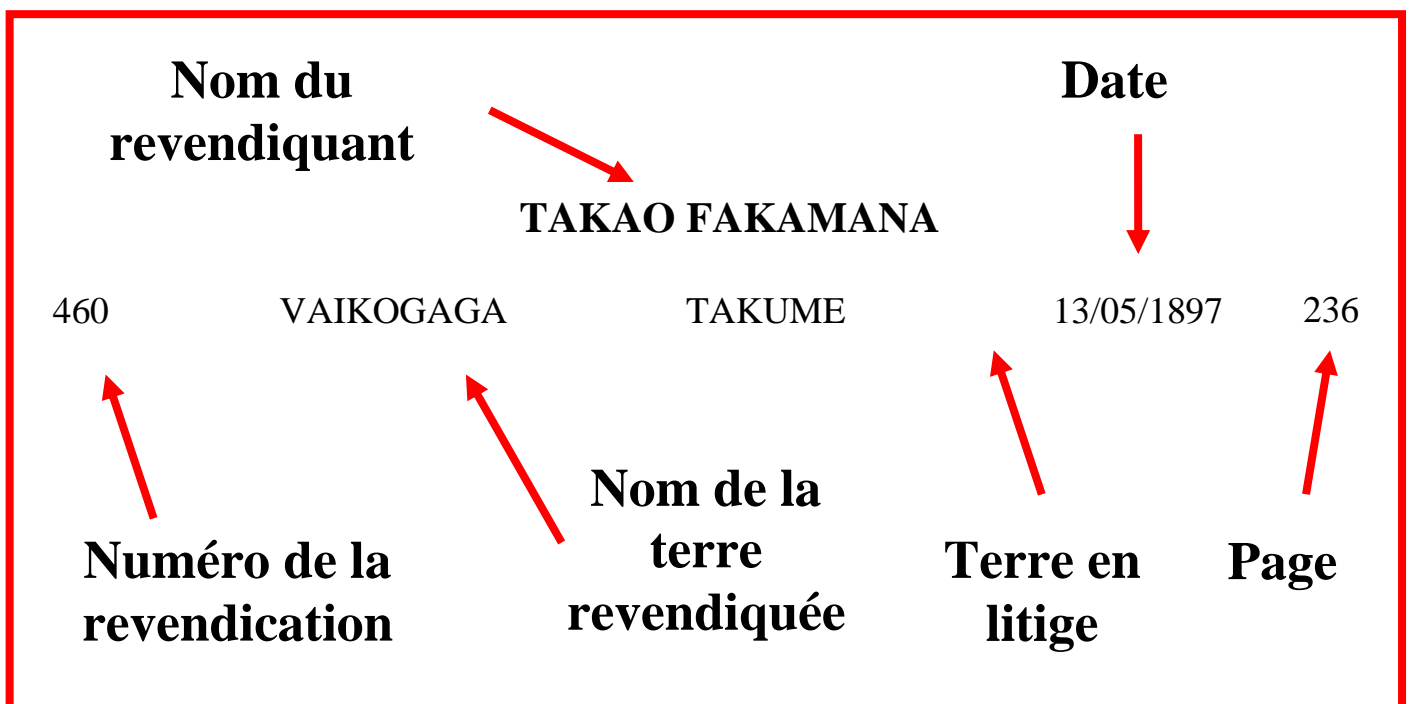 Nom du
revendiquant
Date
TAKAO FAKAMANA
460 VAIKOGAGA TAKUME 13/05/1897 236
Numéro de la
revendication
Nom de la
terre
revendiquée
Terre en
litige
Page